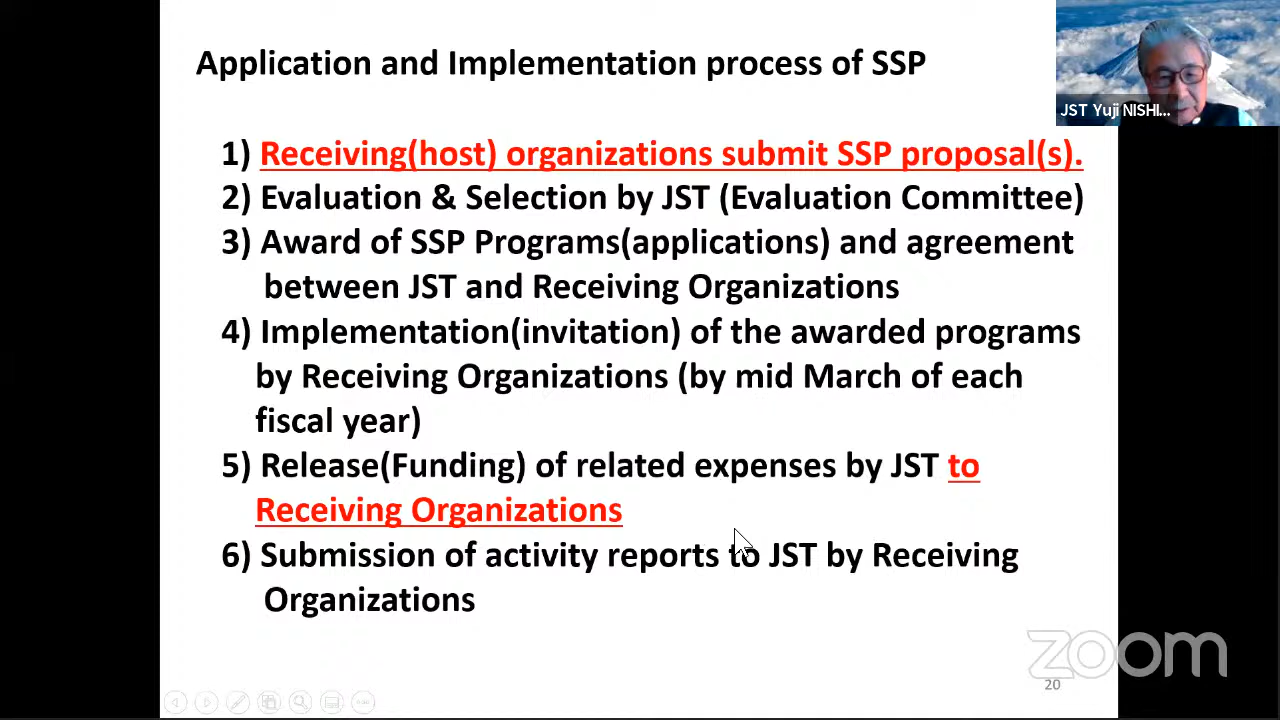 Application and Implementation process of SSP
JST Yuji NISHI...
1) Receiving(host) organizations submit SSP proposal(s).
2) Evaluation & Selection by JST (Evaluation Committee)
3) Award of SSP Programs(applications) and agreement
between JST and Receiving Organizations
4) Implementation(invitation) of the awarded programs
by Receiving Organizations (by mid March of each
fiscal year)
5) Release(Funding) of related expenses by JST to
Receiving Organizations
6) Submission of activity reports to JST by Receiving
Organizations
zoom
20